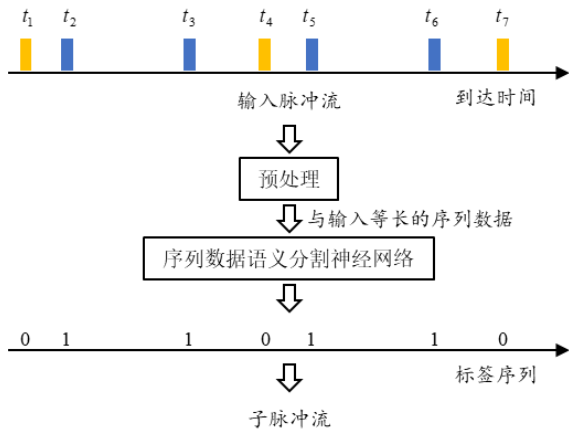 t1 t2 t3 t4 t5 t6 t7
输入脉冲流
到达时间
预处理
与输入等长的序列数据
序列数据语义分割神经网络
0 1 1 0 1 1 0
标签序列
子脉冲流